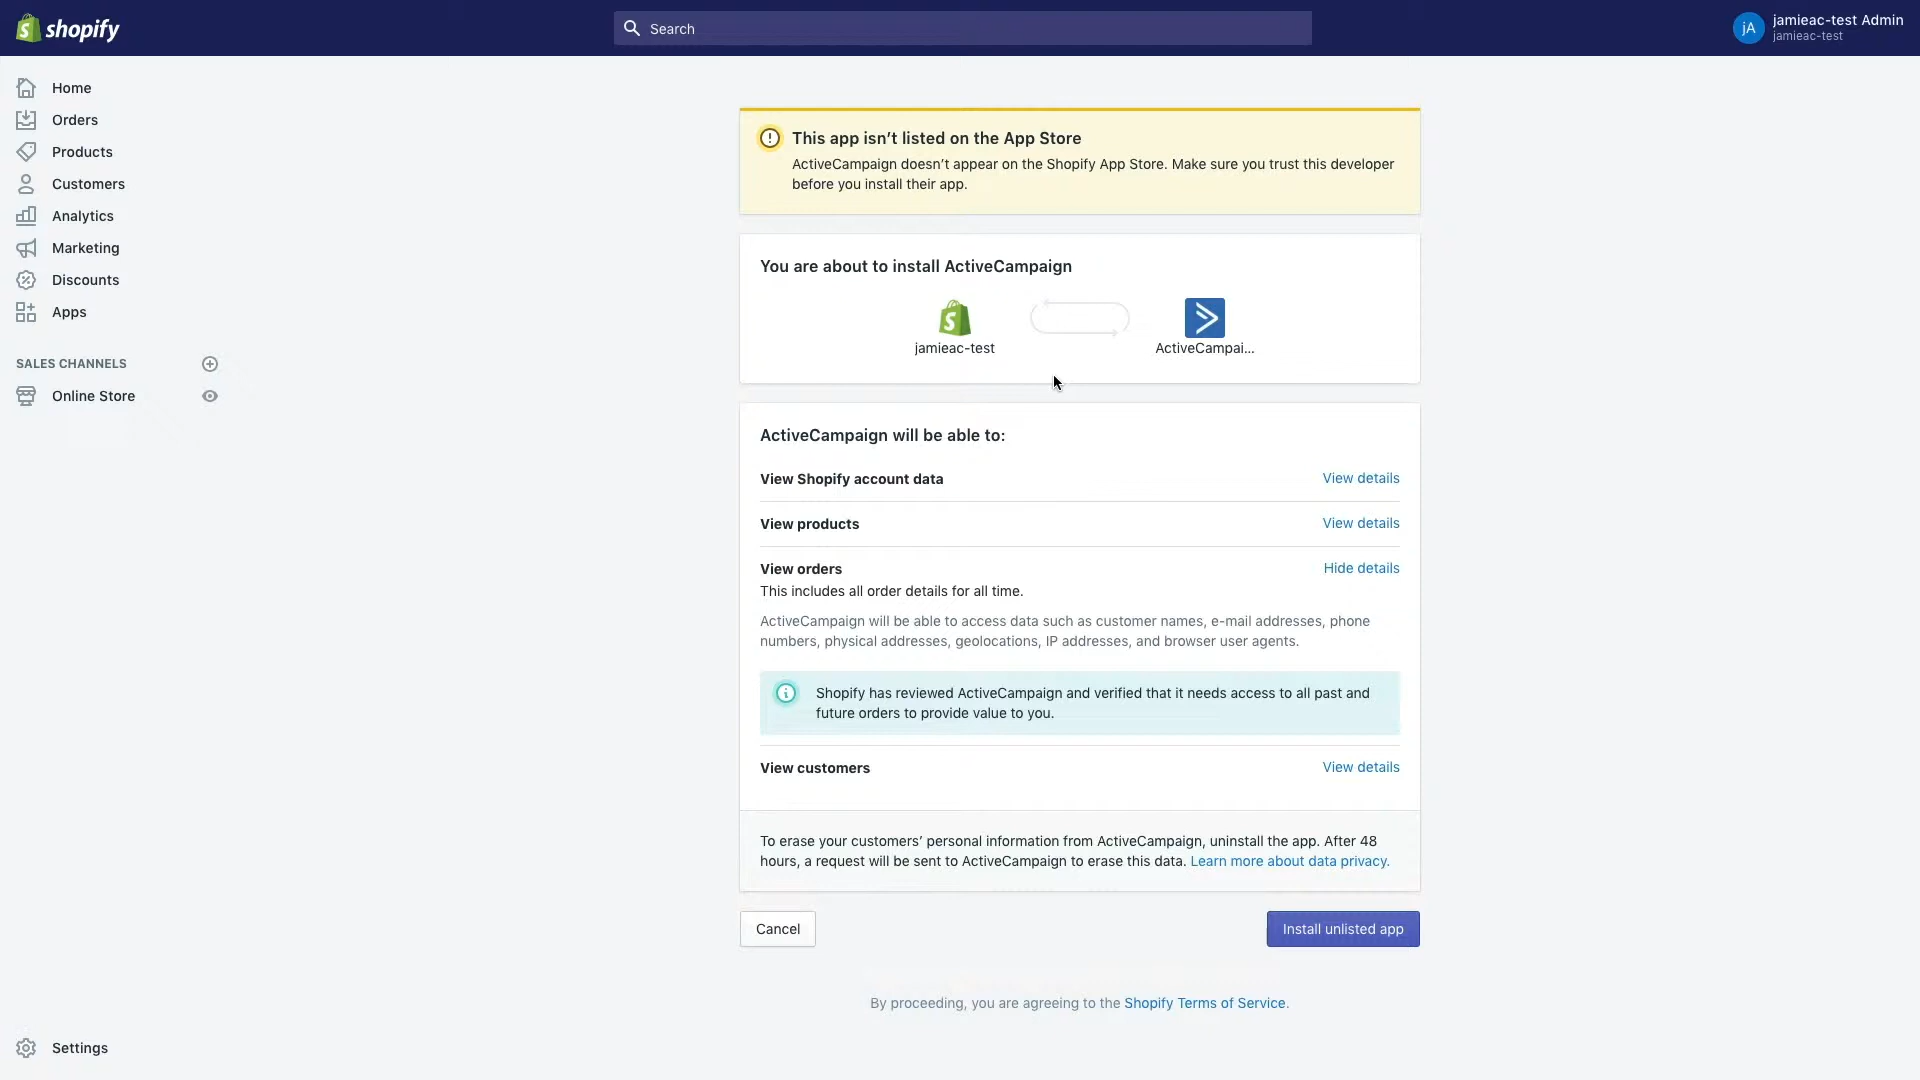 shopify
Search
jA
jamieac-test Admin
jamieac-test
Home
Orders
Products
Customers
Analytics
Marketing
Discounts
Apps
SALES CHANNELS
Online Store
Settings
This app isn’t listed on the App Store
ActiveCampaign doesn’t appear on the Shopify App Store. Make sure you trust this developer
before you install their app.
You are about to install ActiveCampaign
jamieac-test
ActiveCampai...
ActiveCampaign will be able to:
View Shopify account data
View details
View products
View details
View orders
Hide details
This includes all order details for all time.
ActiveCampaign will be able to access data such as customer names, e-mail addresses, phone
numbers, physical addresses, geolocations, IP addresses, and browser user agents.
Shopify has reviewed ActiveCampaign and verified that it needs access to all past and
future orders to provide value to you.
View customers
View details
To erase your customers’ personal information from ActiveCampaign, uninstall the app. After 48
hours, a request will be sent to ActiveCampaign to erase this data. Learn more about data privacy.
Cancel
Install unlisted app
By proceeding, you are agreeing to the Shopify Terms of Service.